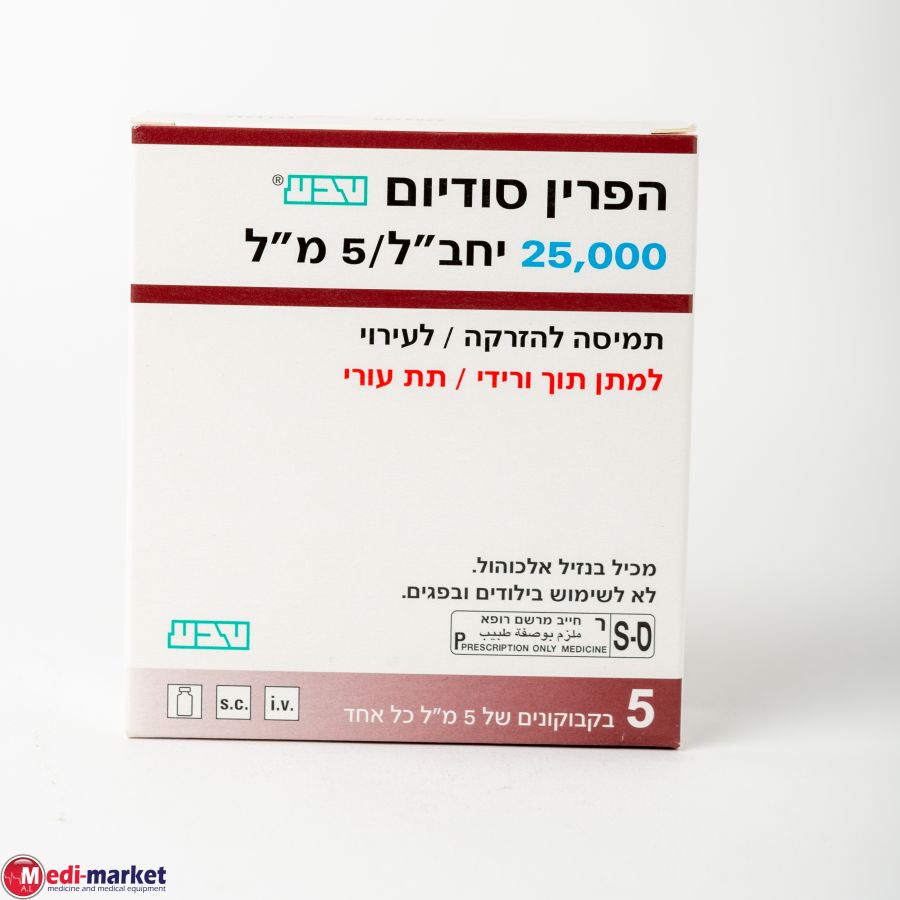 הפרין סודיום טבע®
25,000 יחב"ל/5 מ"ל
תמיסה להזרקה / לעירוי
למתן תוך ורידי / תת עורי
מכיל בנזיל אלכוהול.
לא לשימוש בילודים ובפגים.
ר חייב מרשם רופא
ملزم بوصفة طبيب
P PRESCRIPTION ONLY MEDICINE
S-D
טבע
5 בקבוקונים של 5 מ"ל כל אחד
s.c.
i.v.
Medi-market
A.L
medicine and medical equipment